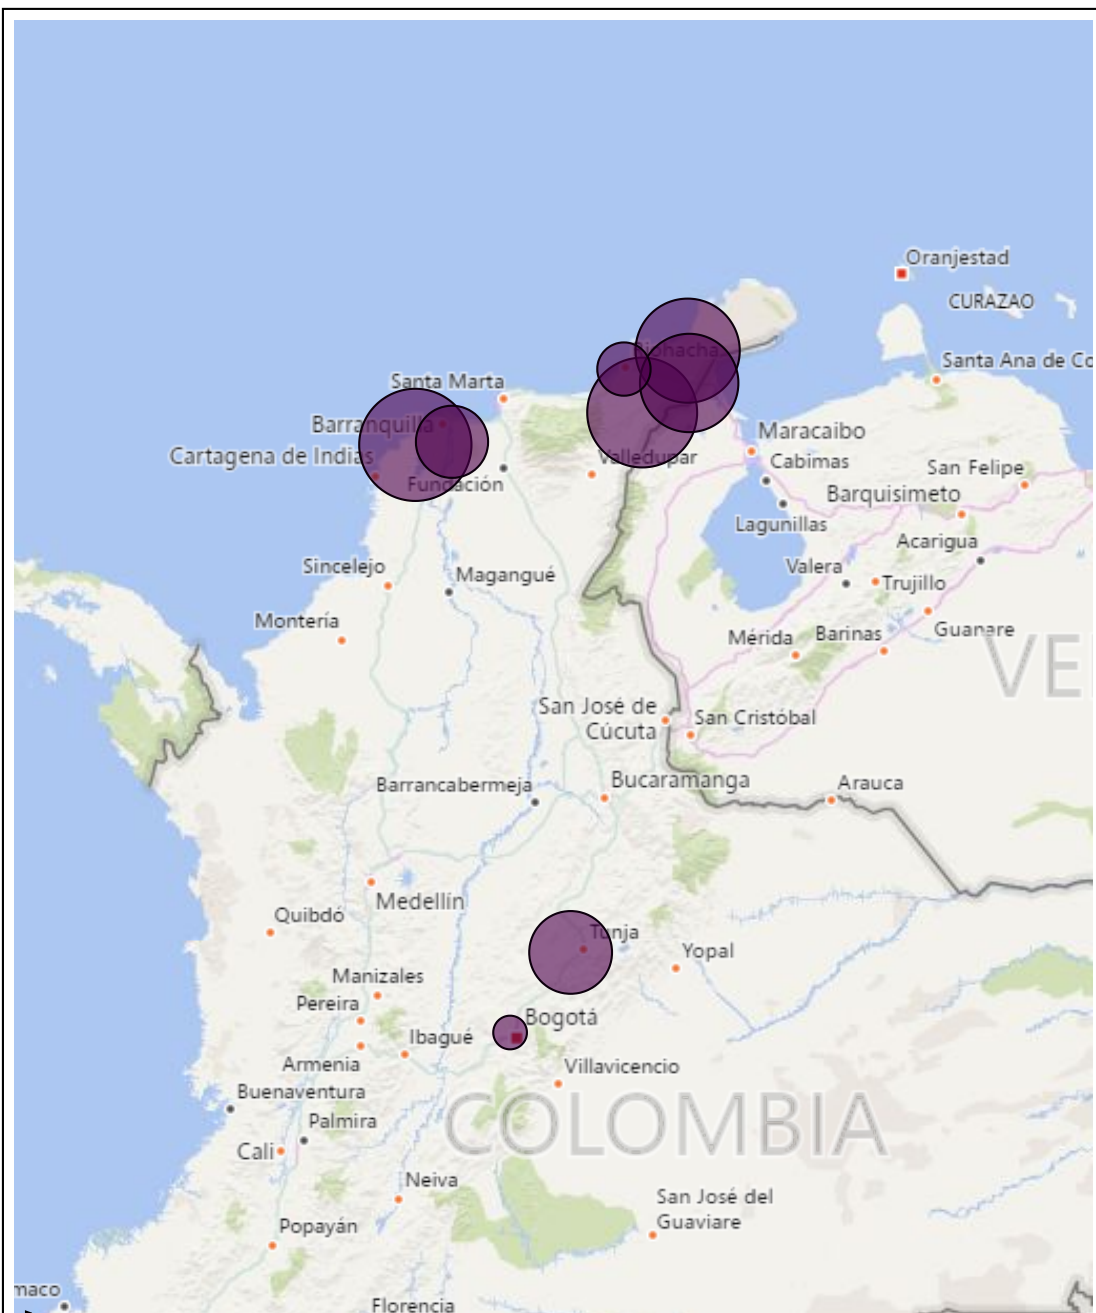 Oranjestad
CURAZAO
Riohacha
Santa Ana de Co
Santa Marta
Barranquilla
Maracaibo
Cartagena de Indias
Valledupar
Cabimas
San Felipe
Fundación
Barquisimeto
Lagunillas
Acarigua
Sincelejo
Magangué
Valera
Trujillo
Montería
Mérida
Barinas
Guanare
VE
San José de
Cúcuta
San Cristóbal
Barrancabermeja
Bucaramanga
Arauca
Medellín
Quibdó
Tunja
Yopal
Manizales
Pereira
Bogotá
Ibagué
Armenia
Villavicencio
Buenaventura
COLOMBIA
Palmira
Cali
Neiva
San José del
Guaviare
Popayán
maco
Florencia